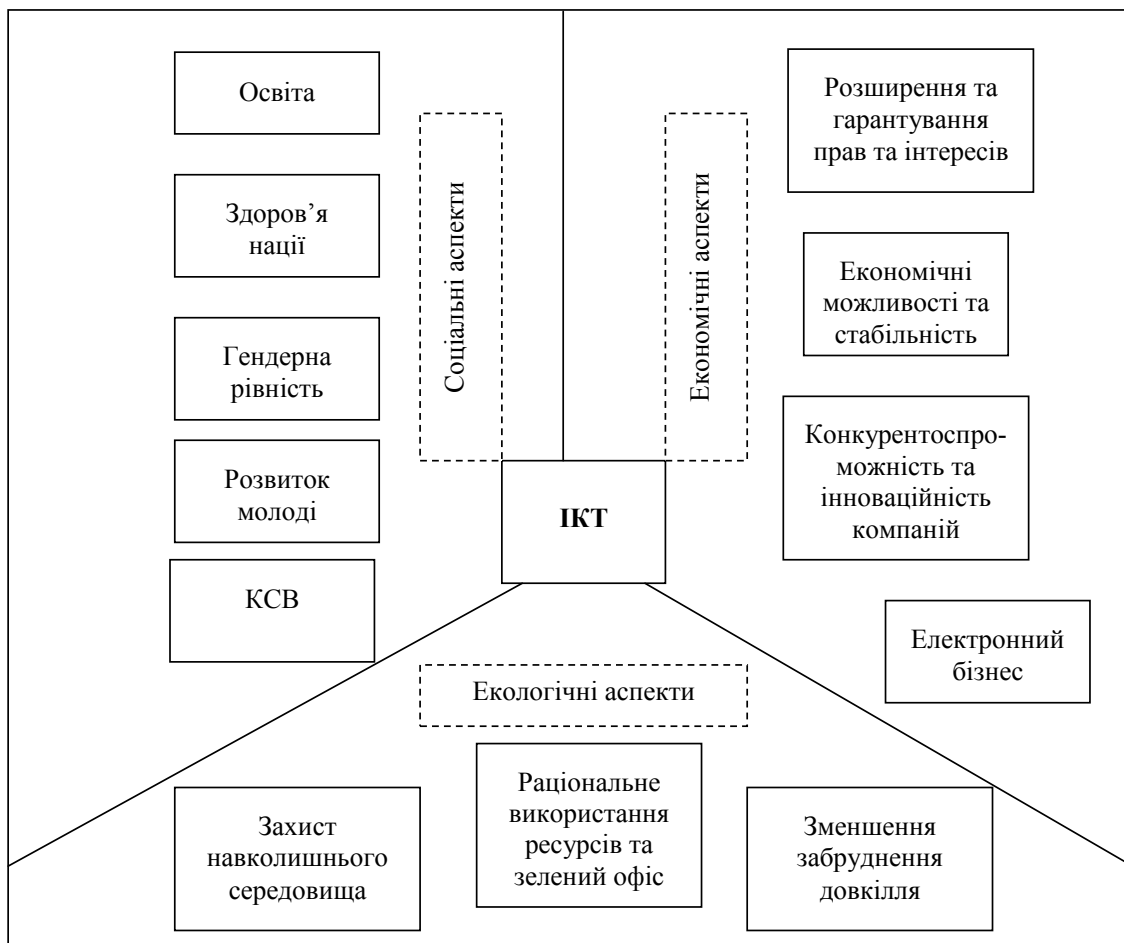 Освіта
Здоров’я
нації
Гендерна
рівність
Розвиток
молоді
КСВ
Соціальні аспекти
Економічні аспекти
Розширення та
гарантування
прав та інтересів
Економічні
можливості та
стабільність
Конкурентоспро-
можність та
інноваційність
компаній
Електронний
бізнес
ІКТ
Екологічні аспекти
Захист
навколишнього
середовища
Раціональне
використання
ресурсів та
зелений офіс
Зменшення
забруднення
довкілля